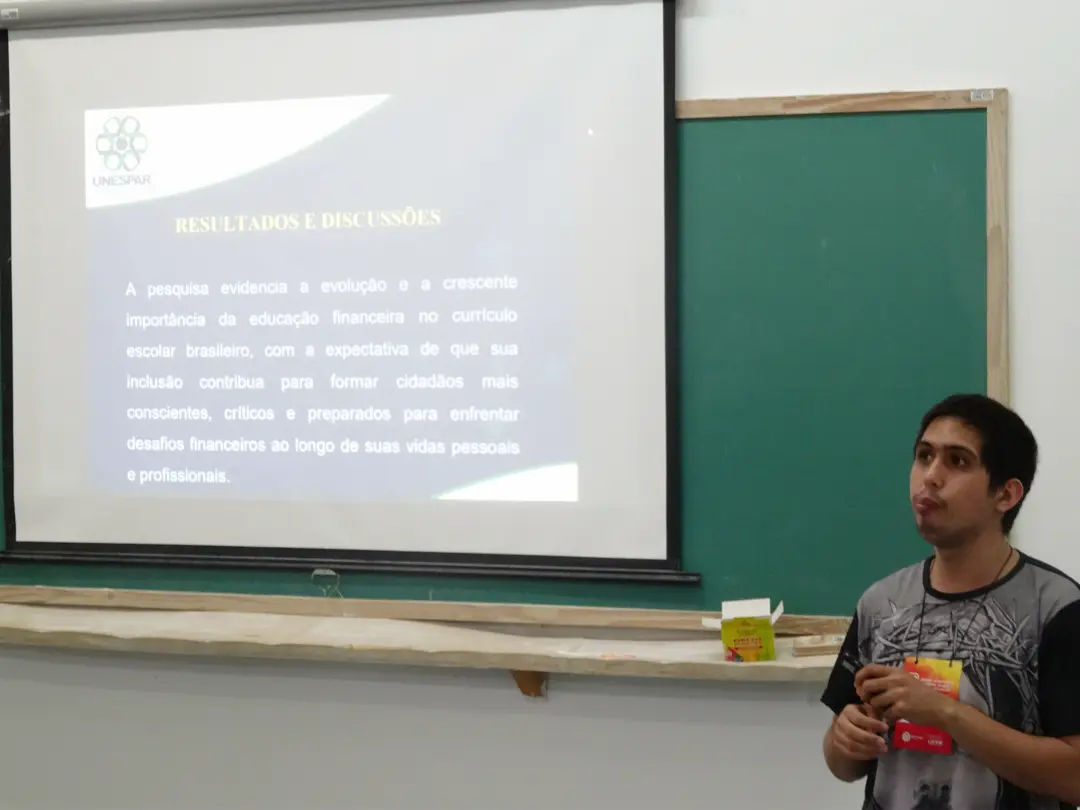 UNESPAR
RESULTADOS E DISCUSSÕES
A pesquisa evidencia a evolução e a crescente
importância da educação financeira no currículo
escolar brasileiro, com a expectativa de que sua
inclusão contribua para formar cidadãos mais
conscientes, críticos e preparados para enfrentar
desafios financeiros ao longo de suas vidas pessoais
e profissionais.